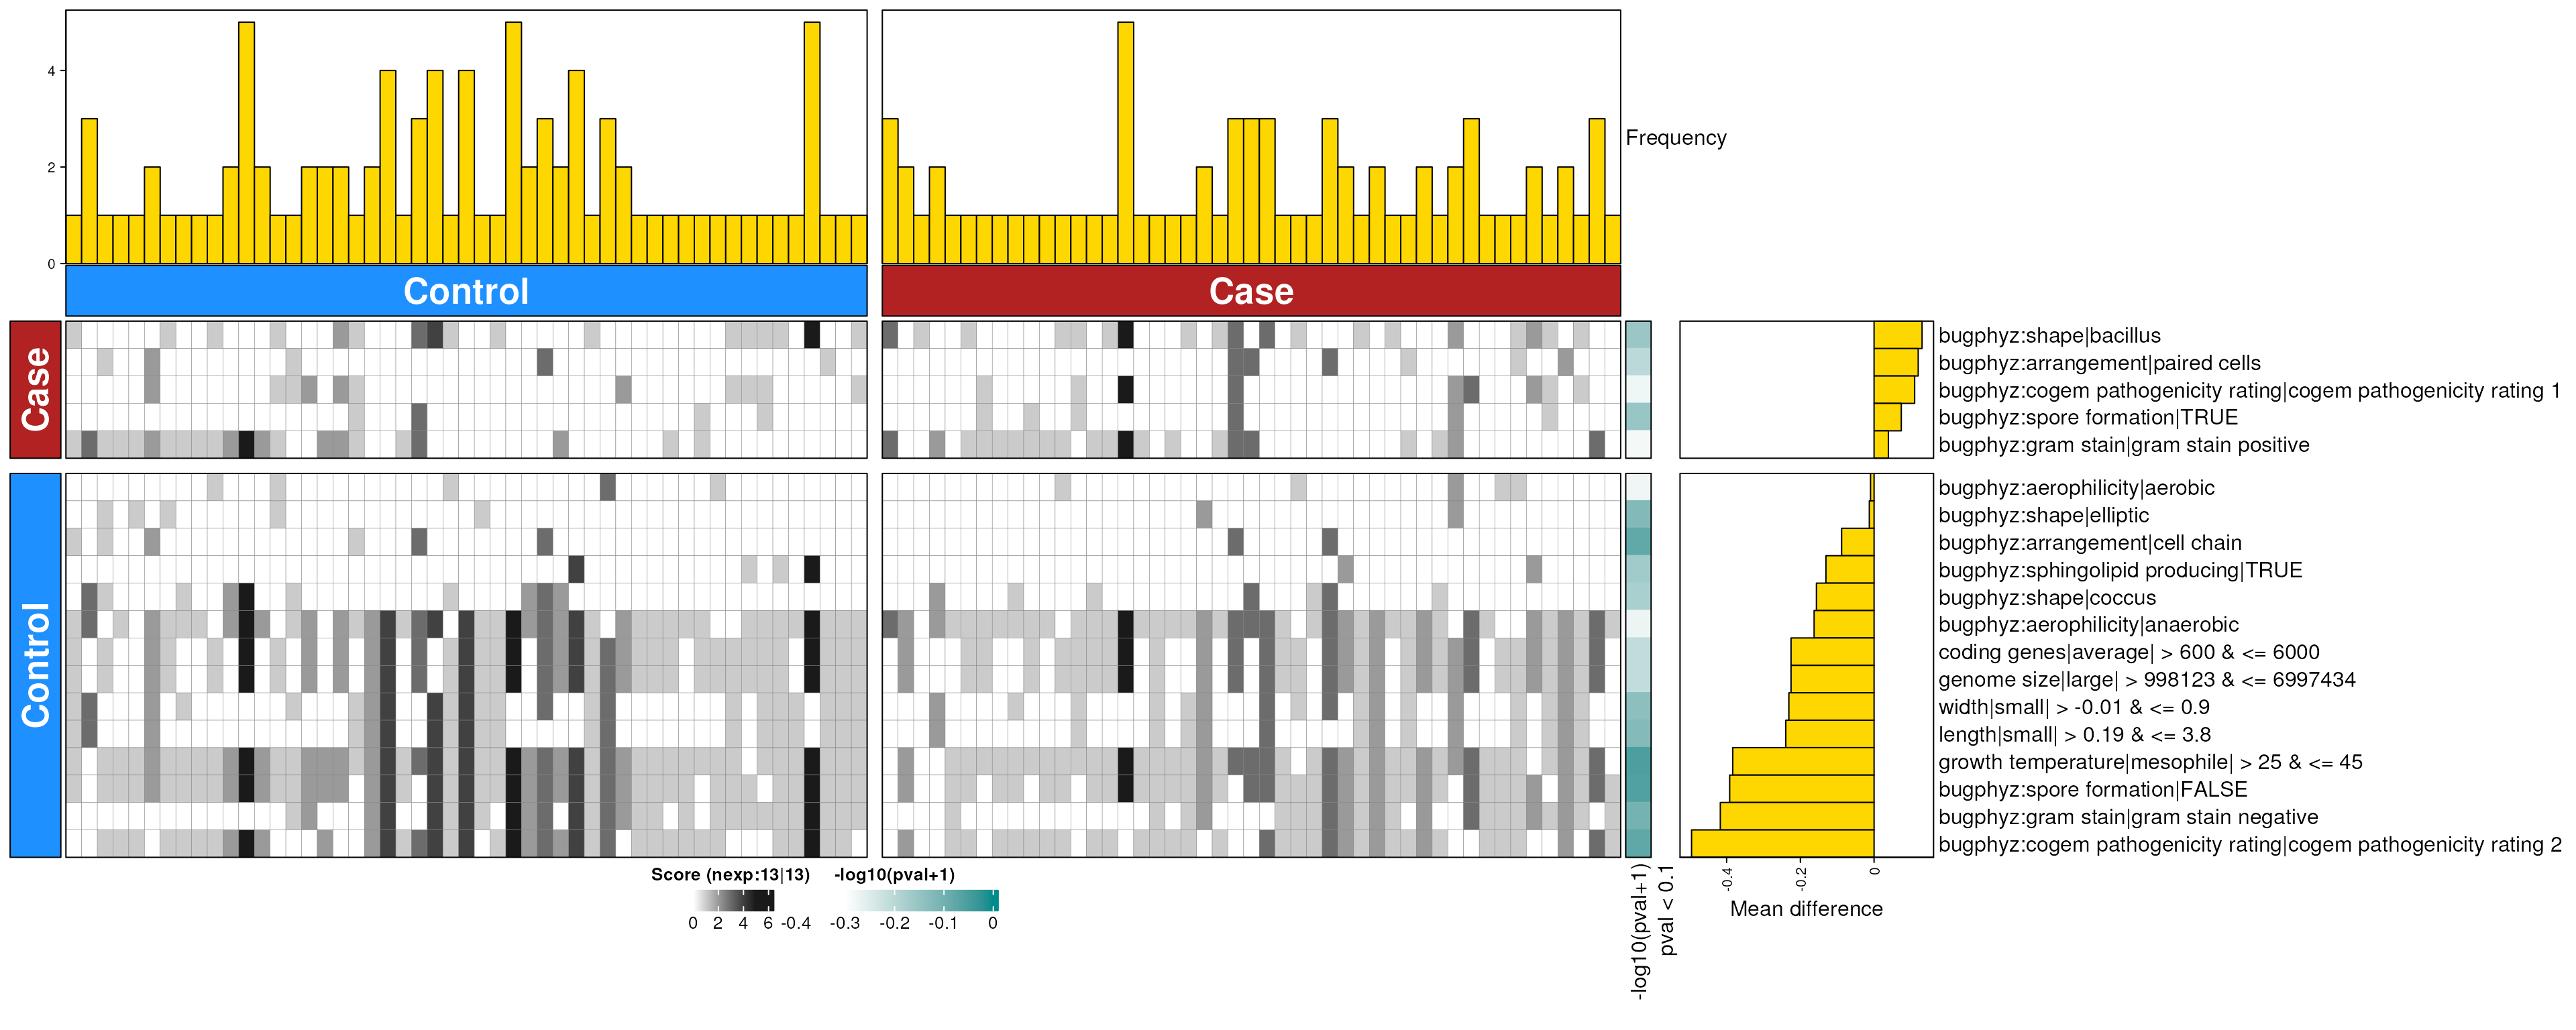 4
2
0
Frequency
Control
Case
Case
bugphyz:shape|bacillus
bugphyz:arrangement|paired cells
bugphyz:cogem pathogenicity rating|cogem pathogenicity rating 1
bugphyz:spore formation|TRUE
bugphyz:gram stain|gram stain positive
Control
bugphyz:aerophilicity|aerobic
bugphyz:shape|elliptic
bugphyz:arrangement|cell chain
bugphyz:sphingolipid producing|TRUE
bugphyz:shape|coccus
bugphyz:aerophilicity|anaerobic
coding genes|average| > 600 & <= 6000
genome size|large| > 998123 & <= 6997434
width|small| > -0.01 & <= 0.9
length|small| > 0.19 & <= 3.8
growth temperature|mesophile| > 25 & <= 45
bugphyz:spore formation|FALSE
bugphyz:gram stain|gram stain negative
bugphyz:cogem pathogenicity rating|cogem pathogenicity rating 2
Score (nexp:13|13)
0 2 4 6
-log10(pval+1)
-0.4 -0.3 -0.2 -0.1 0
-log10(pval+1)
pval < 0.1
-0.4 -0.2 0
Mean difference